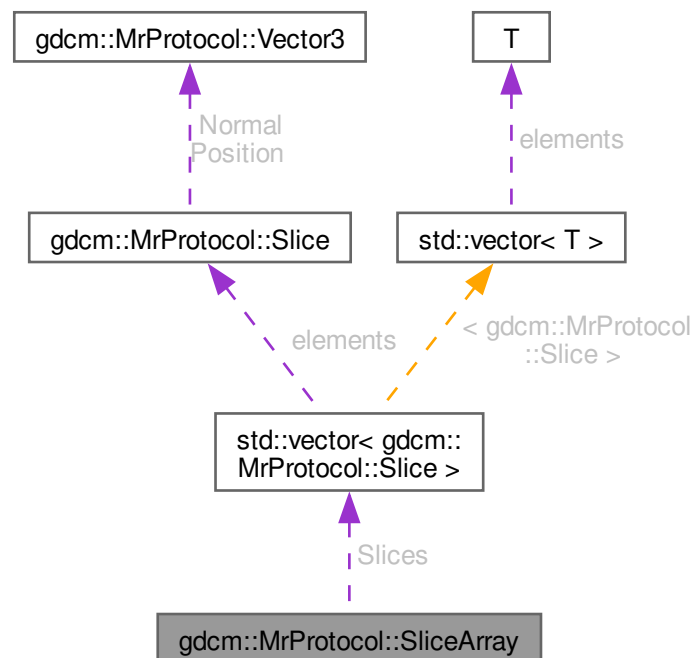 gdcm::MrProtocol::Vector3
T
Normal
Position
elements
gdcm::MrProtocol::Slice
std::vector< T >
elements
< gdcm::MrProtocol
::Slice >
std::vector< gdcm::
MrProtocol::Slice >
Slices
gdcm::MrProtocol::SliceArray